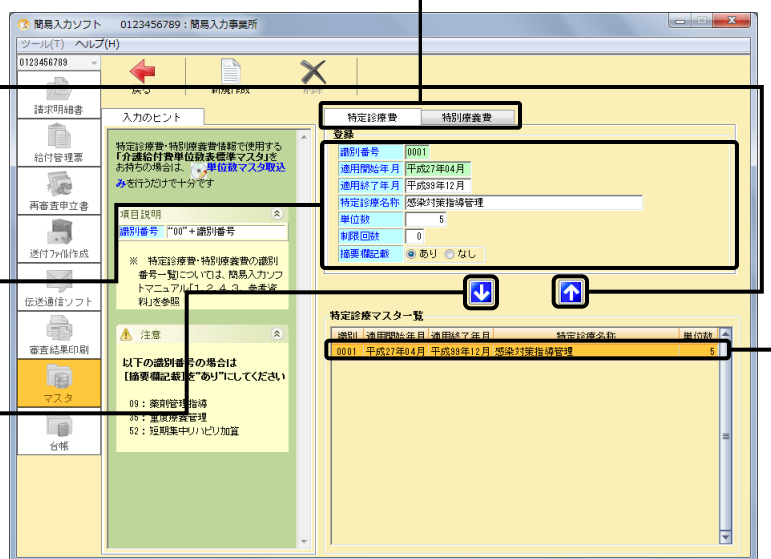 簡易入力ソフト 0123456789：簡易入力事業所
ツール(T) ヘルプ(H)
0123456789
戻る 新規作成 削除
請求明細書
給付管理票
再審査申立書
送付ファイル作成
伝送通信ソフト
審査結果印刷
マスタ
台帳
入力のヒント
特定診療費・特別療養費情報で使用する
「介護給付費単位数表標準マスタ」を
お持ちの場合は、単位数マスタ取込
みを行うだけで十分です
項目説明
識別番号 "00"+識別番号
※ 特定診療費・特別療養費の識別
番号一覧については、簡易入力ソフ
トマニュアル「1．2．4．3．参考資
料」を参照
注意
以下の識別番号の場合は
[摘要欄記載]を"あり"にしてください
09：薬剤管理指導
35：重度療養管理
52：短期集中リハビリ加算
特定診療費 特別療養費
登録
識別番号 0001
適用開始年月 平成27年04月
適用終了年月 平成99年12月
特定診療名称 感染対策指導管理
単位数 5
制限回数 0
摘要欄記載 あり なし
特定診療マスター覧
識別 適用開始年月 適用終了年月 特定診療名称 単位数
0001 平成27年04月 平成99年12月 感染対策指導管理 5